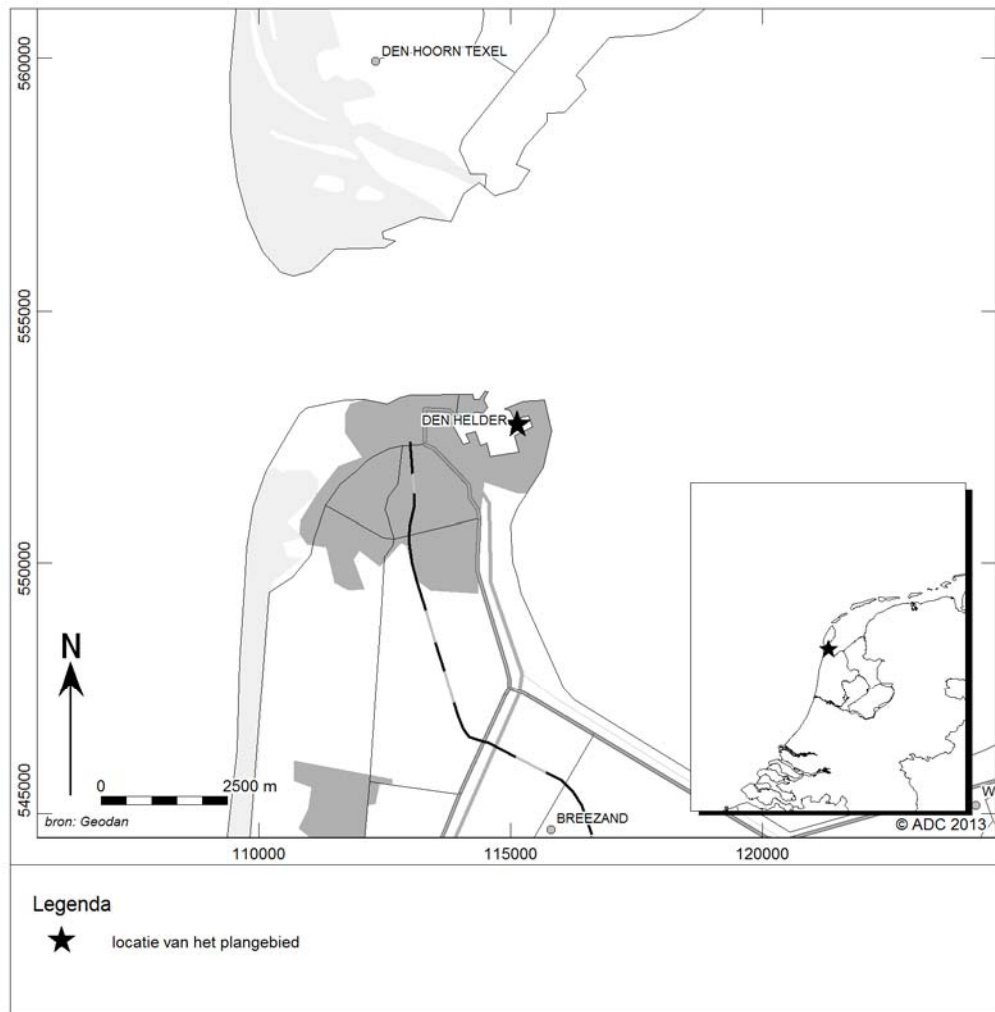 DEN HOORN TEXEL
560000
555000
DEN HELDER
550000
N
0 2500 m
545000
bron: Geodan
BREEZAND
W
© ADC 2013
110000 115000 120000
Legenda
locatie van het plangebied